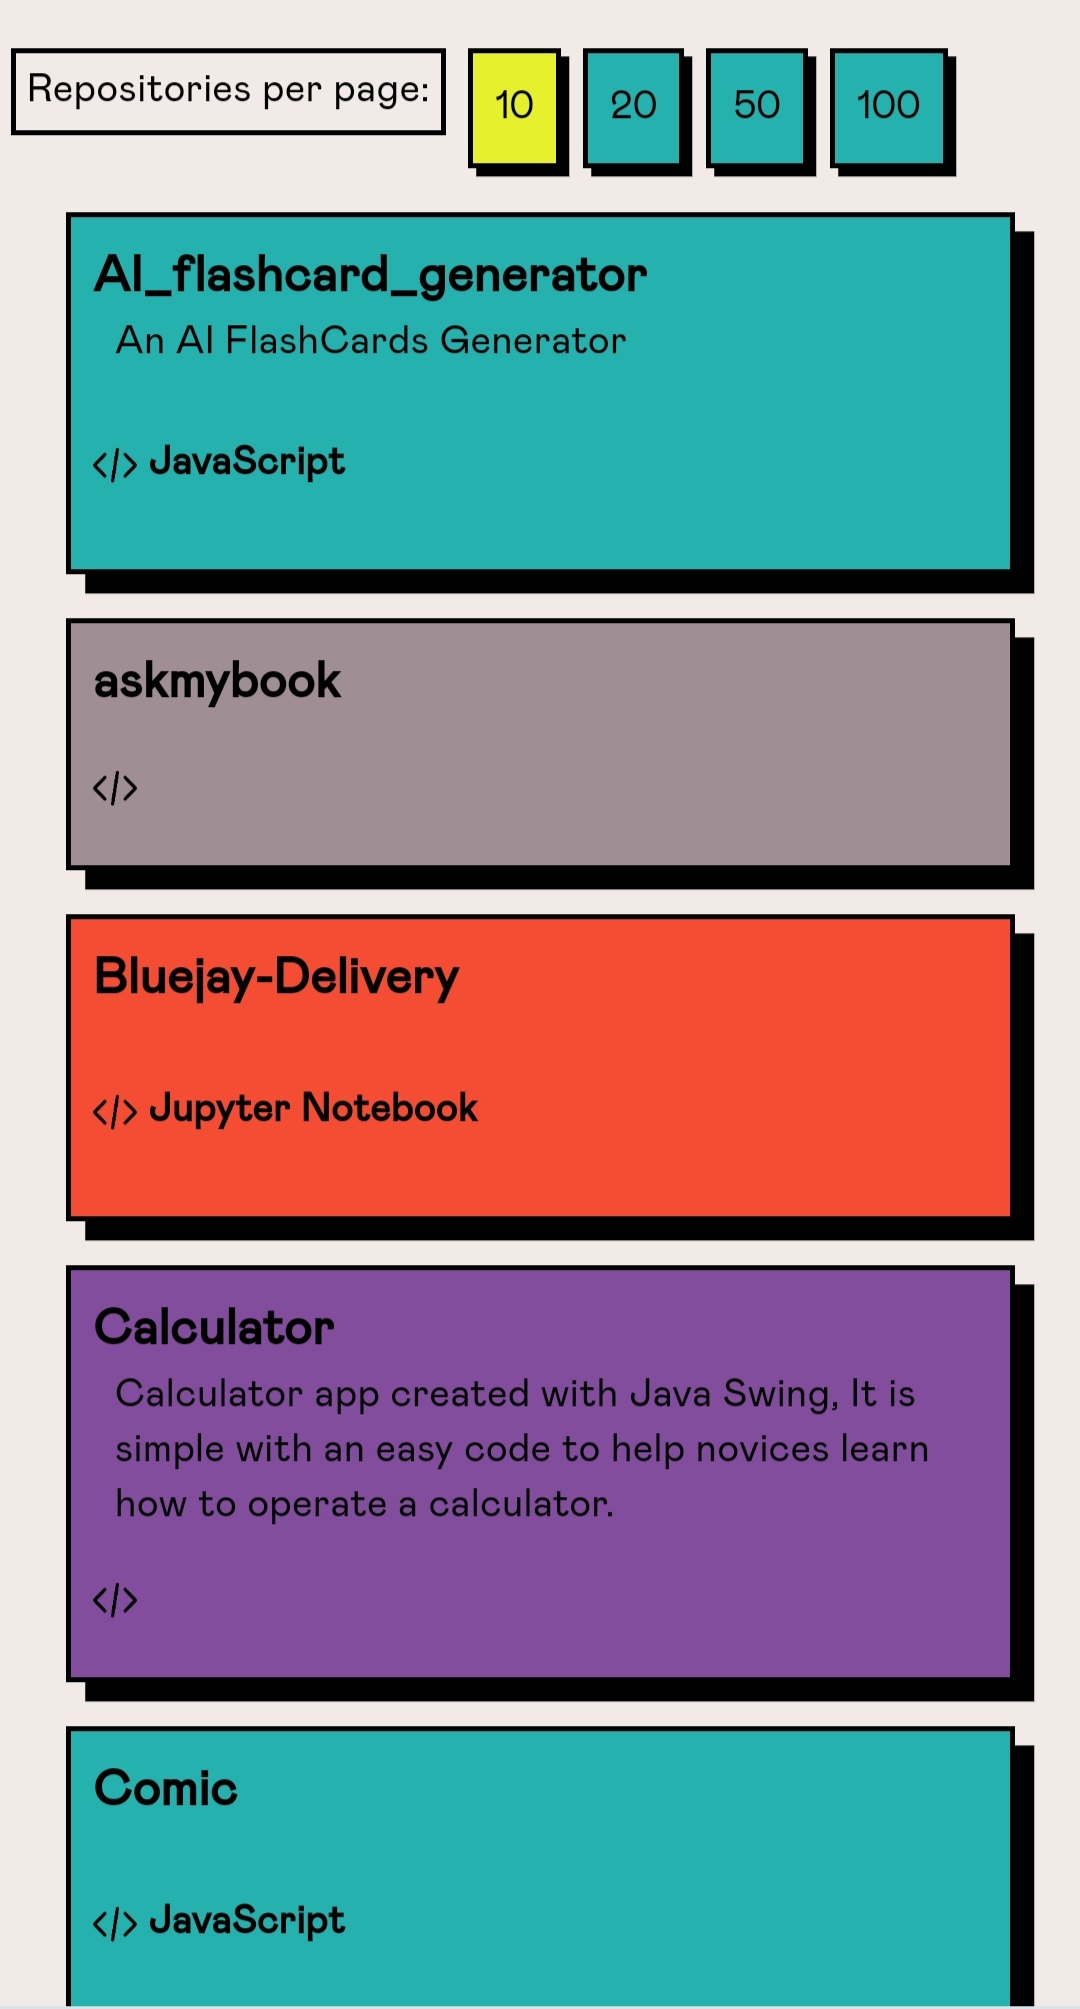 Repositories per page:
10
20
50
100
AI_flashcard_generator
An AI FlashCards Generator
</> JavaScript
askmybook
</>
Bluejay-Delivery
</> Jupyter Notebook
Calculator
Calculator app created with Java Swing, It is
simple with an easy code to help novices learn
how to operate a calculator.
</>
Comic
</> JavaScript